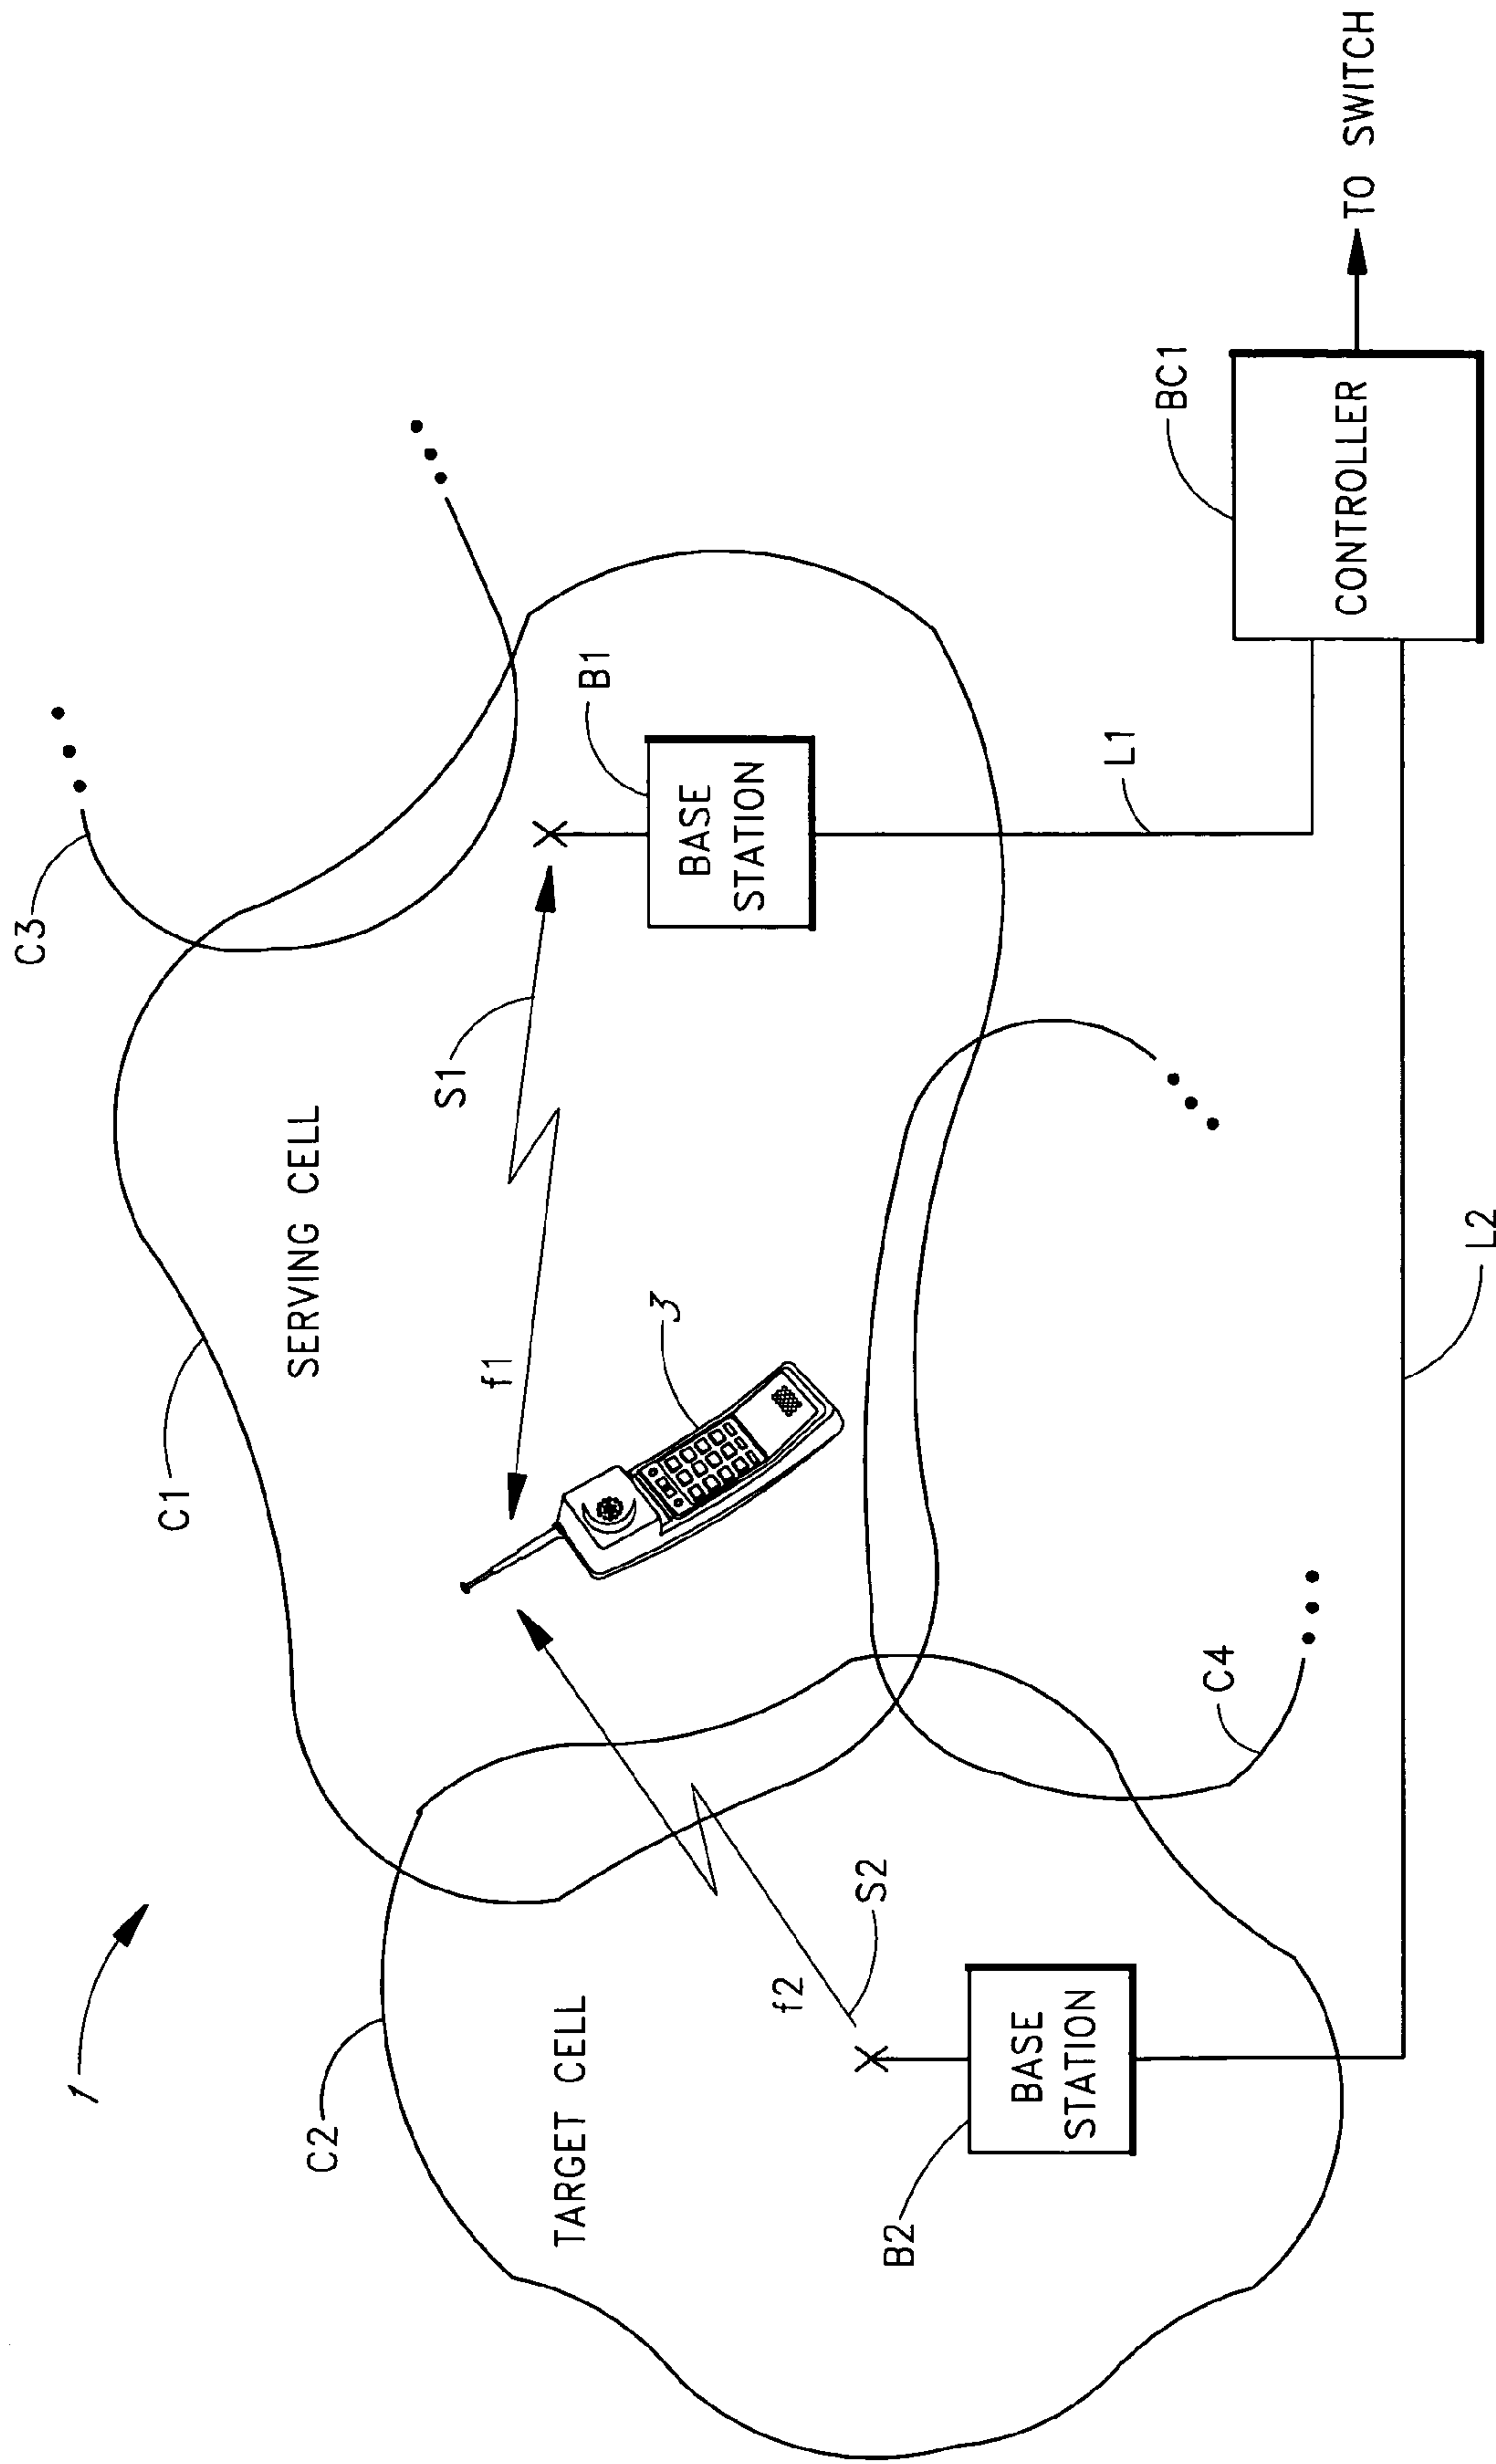 1
C2
TARGET CELL
B2
BASE
STATION
f2
S2
C1
SERVING CELL
f1
3
S1
C3
B1
BASE
STATION
C4
L1
L2
BC1
CONTROLLER
TO SWITCH